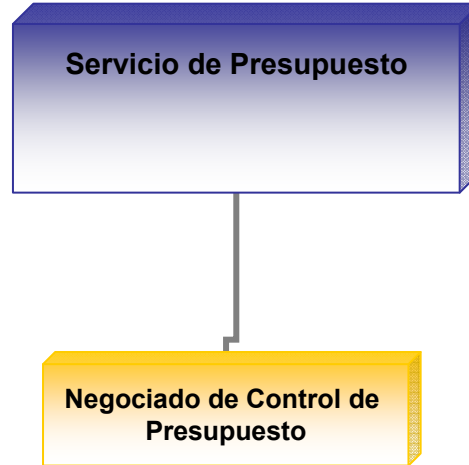 Servicio de Presupuesto
Negociado de Control de
Presupuesto